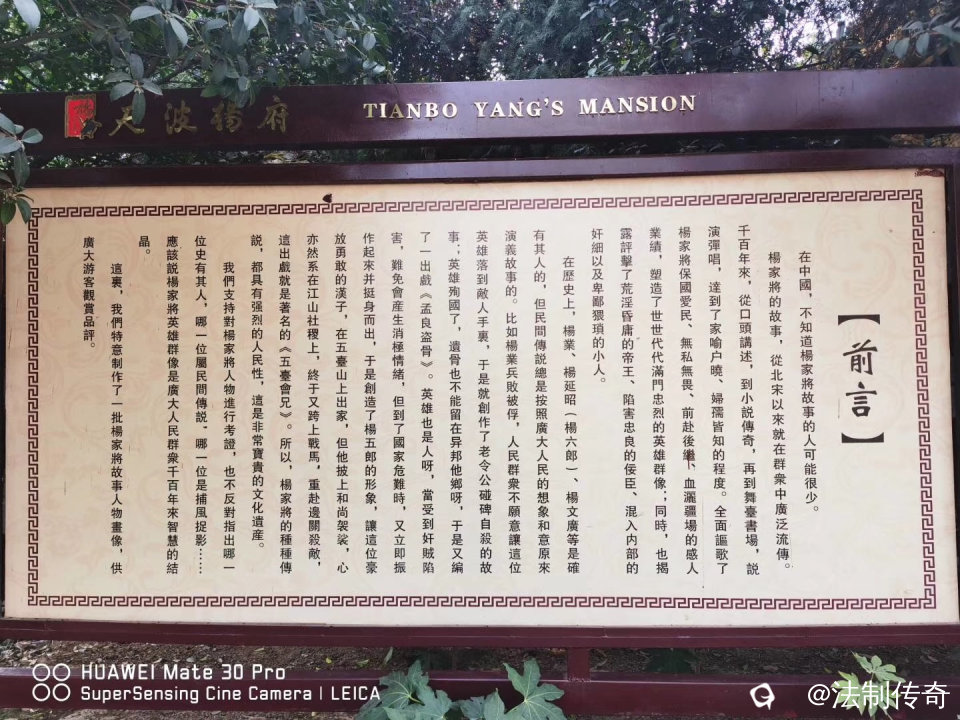 天波楊府 TIANBO YANG'S MANSION
【前言】
在中國，不知道楊家將故事的人可能很少。
楊家將的故事，從北宋以來就在群衆中廣泛流傳。
千百年來，從口頭講述，到小說傳奇，再到舞臺書場，說
演彈唱，達到了家喻户曉、婦孺皆知的程度。全面謳歌了
楊家將保國愛民、無私無畏、前赴後繼、血灑疆場的感人
業績，塑造了世世代代滿門忠烈的英雄群像；同時，也揭
露評擊了荒淫昏庸的帝王、陷害忠良的佞臣、混入内部的
奸細以及卑鄙猥瑣的小人。
在歷史上，楊業、楊延昭（楊六郎）、楊文廣等是確
有其人的，但民間傳說總是按照廣大人民的想象和意原來
演義故事的。比如楊業兵敗被俘，人民群衆不願意讓這位
英雄落到敵人手裏，于是就創作了老令公碰碑自殺的故
事；英雄殉國了，遺骨也不能留在异邦他鄉呀，于是又編
了一出戲《孟良盗骨》。英雄也是人呀，當受到奸賊陷
害，難免會産生消極情緒，但到了國家危難時，又立即振
作起來并挺身而出，于是創造了楊五郎的形象，讓這位豪
放勇敢的漢子，在五臺山上出家，但他披上和尚袈裟，心
亦然系在江山社稷上，終于又跨上戰馬，重赴邊關殺敵，
這出戲就是著名的《五臺會兄》。所以，楊家將的種種傳
説，都具有强烈的人民性，這是非常寶貴的文化遺産。
我們支持對楊家將人物進行考證，也不反對指出哪一
位史有其人，哪一位屬民間傳說，哪一位是捕風捉影……
應該説楊家將英雄群像是廣大人民群衆千百年來智慧的結
晶。
這裏，我們特意制作了一批楊家將故事人物畫像，供
廣大游客觀賞品評。
HUAWEI Mate 30 Pro
SuperSensing Cine Camera | LEICA
@法制传奇